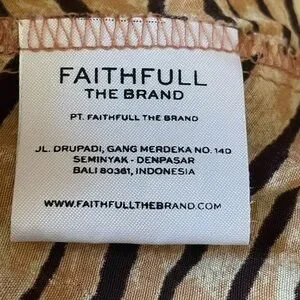 FAITHFULL
THE BRAND
PT. FAITHFULL THE BRAND
JL. DRUPADI, GANG MERDEKA NO. 14D
SEMINYAK - DENPASAR
BALI 80361, INDONESIA
WWW.FAITHFULLTHEBRAND.COM